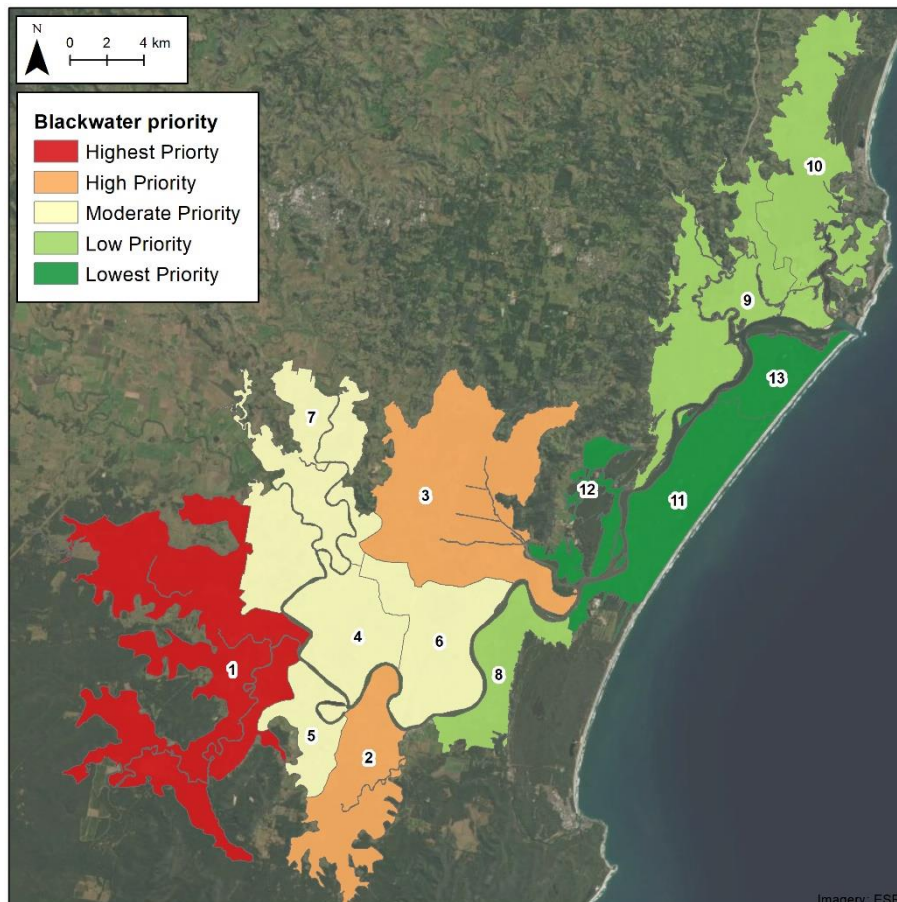 N
0 2 4 km
Blackwater priority
Highest Priorty
High Priority
Moderate Priority
Low Priority
Lowest Priority
10
9
13
7
3
12
11
4
6
1
8
5
2
Imagery: ESR